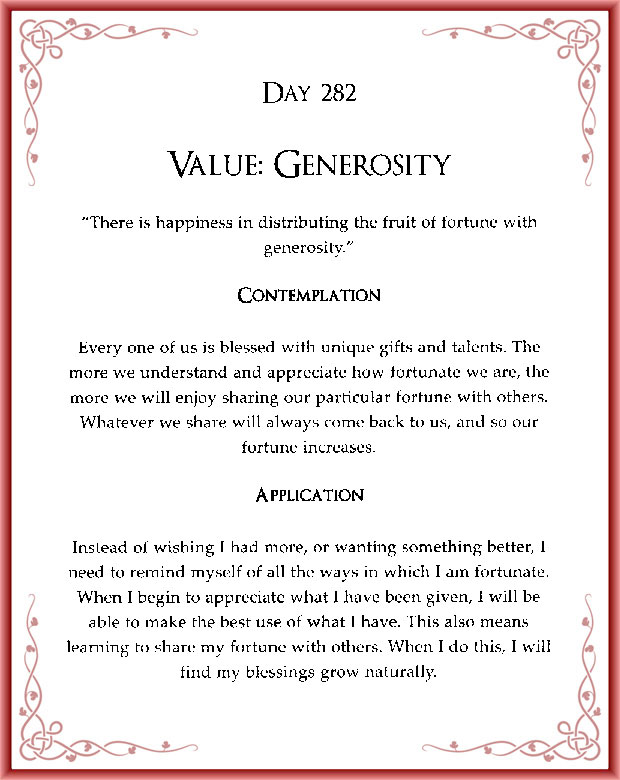 Day 282
Value: Generosity
“There is happiness in distributing the fruit of fortune with
generosity.”
Contemplation
Every one of us is blessed with unique gifts and talents. The
more we understand and appreciate how fortunate we are, the
more we will enjoy sharing our particular fortune with others.
Whatever we share will always come back to us, and so our
fortune increases.
Application
Instead of wishing I had more, or wanting something better, I
need to remind myself of all the ways in which I am fortunate.
When I begin to appreciate what I have been given, I will be
able to make the best use of what I have. This also means
learning to share my fortune with others. When I do this, I will
find my blessings grow naturally.